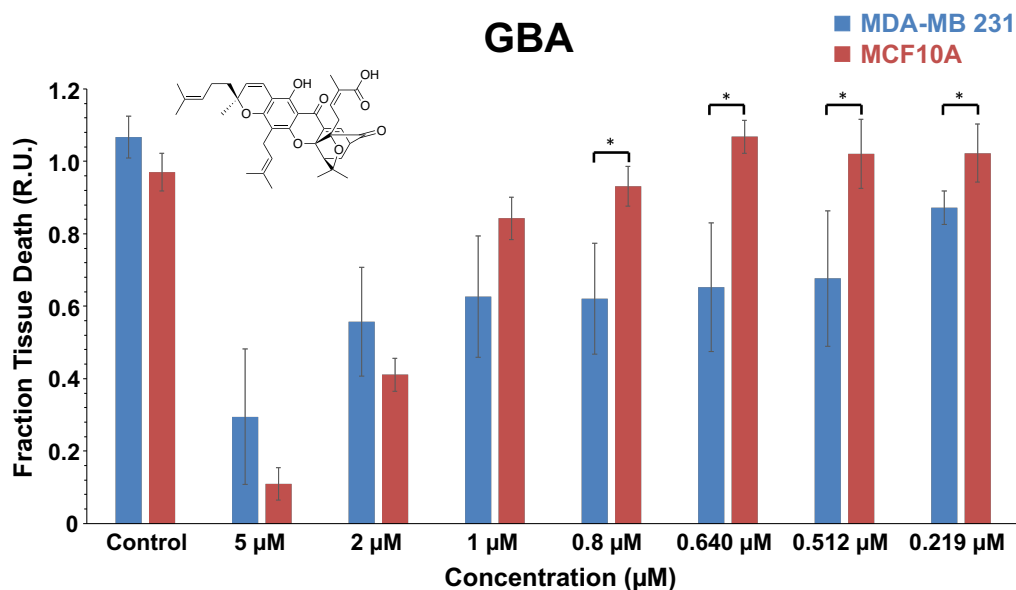 GBA
MDA-MB 231
MCF10A
Fraction Tissue Death (R.U.)
1.2
1.0
0.8
0.6
0.4
0.2
0
OH
O
O
O
O
OH
O
O
O
* * * *
Control 5 µM 2 µM 1 µM 0.8 µM 0.640 µM 0.512 µM 0.219 µM
Concentration (µM)